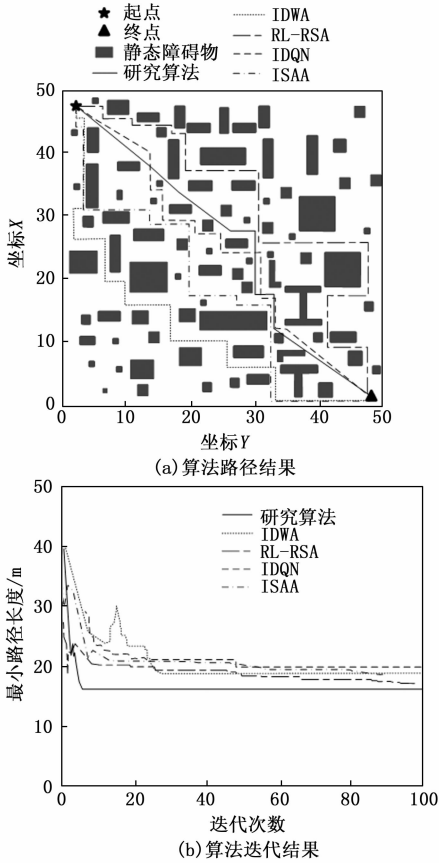 起点
终点
静态障碍物
研究算法
IDWA
RL-RSA
IDQN
ISAA
50
40
30
20
10
0
坐标X
0 10 20 30 40 50
坐标Y
(a)算法路径结果
50
40
30
20
10
0
最小路径长度/m
研究算法
IDWA
RL-RSA
IDQN
ISAA
0 20 40 60 80 100
迭代次数
(b)算法迭代结果